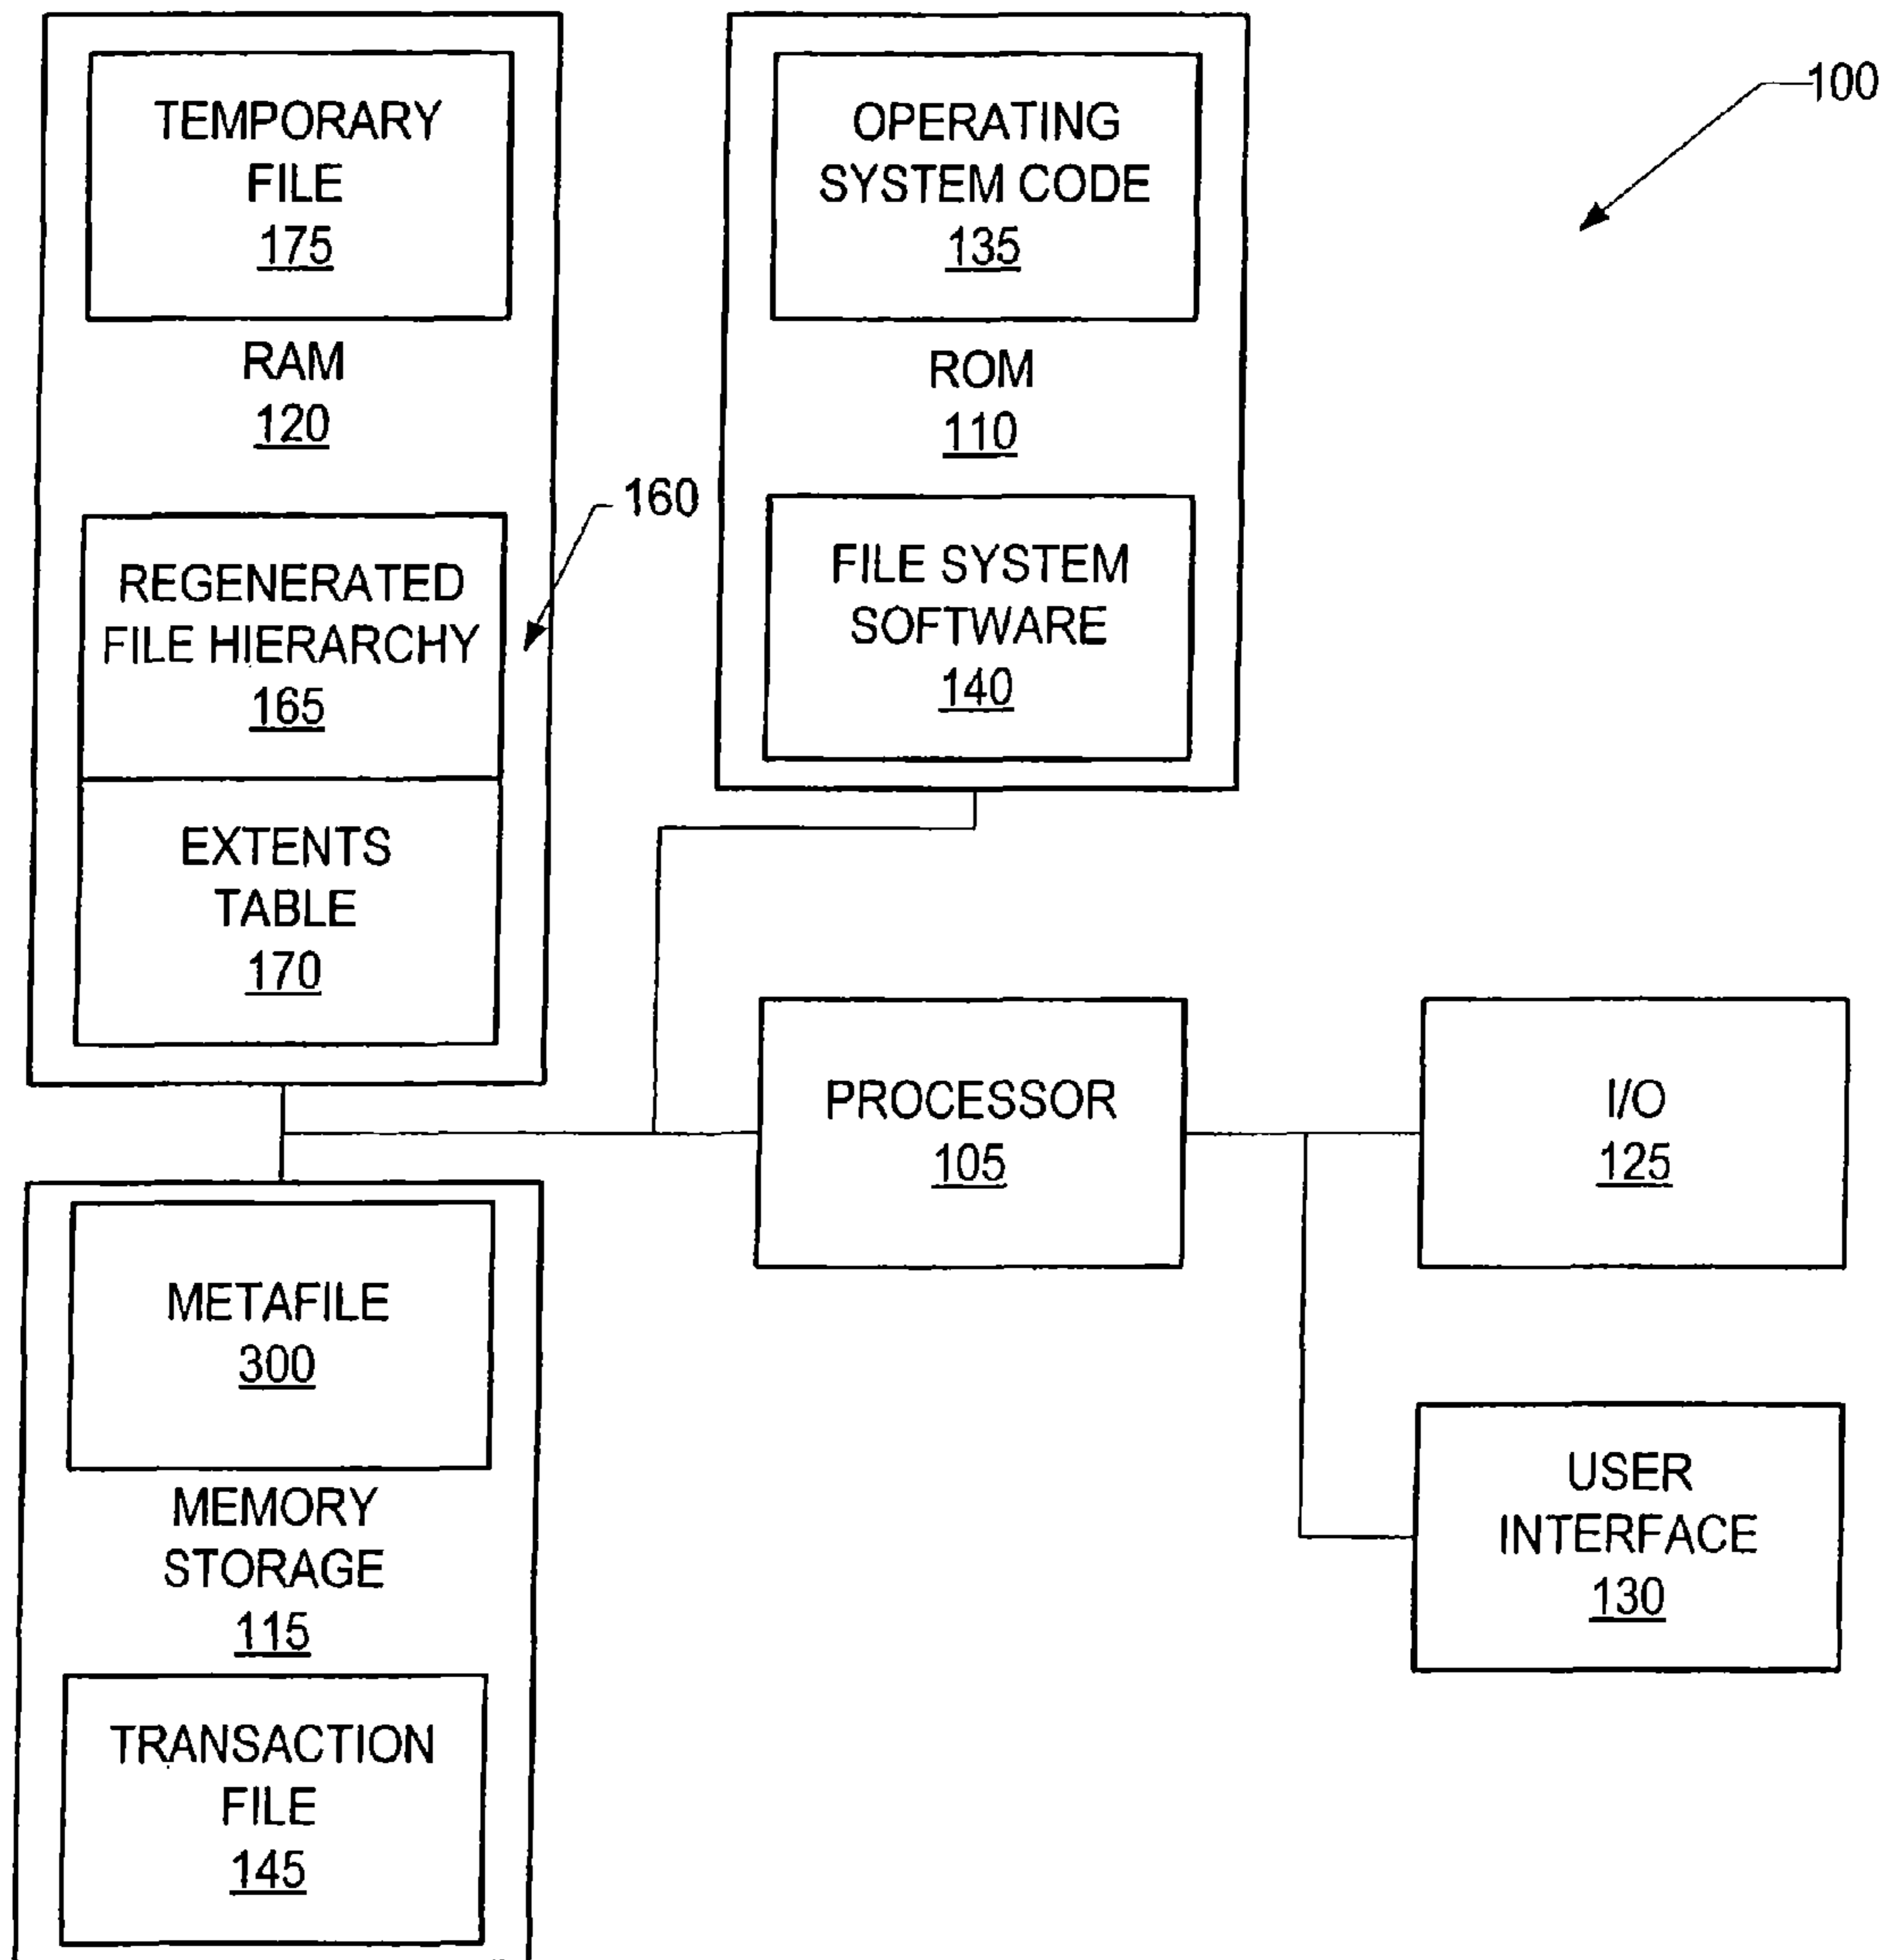 TEMPORARY
FILE
175
RAM
120
160
REGENERATED
FILE HIERARCHY
165
EXTENTS
TABLE
170
OPERATING
SYSTEM CODE
135
ROM
110
FILE SYSTEM
SOFTWARE
140
100
PROCESSOR
105
I/O
125
USER
INTERFACE
130
METAFILE
300
MEMORY
STORAGE
115
TRANSACTION
FILE
145